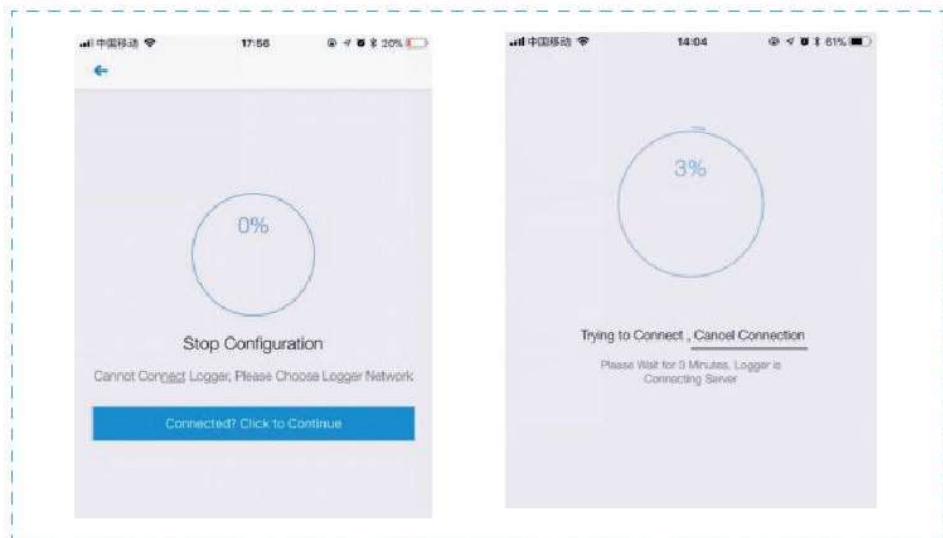 中国移动 17:56 20%
0%
Stop Configuration
Cannot Connect Logger, Please Choose Logger Network
Connected? Click to Continue
中国移动 14:04 61%
3%
Trying to Connect , Cancel Connection
Please Wait for 3 Minutes, Logger is
Connecting Server